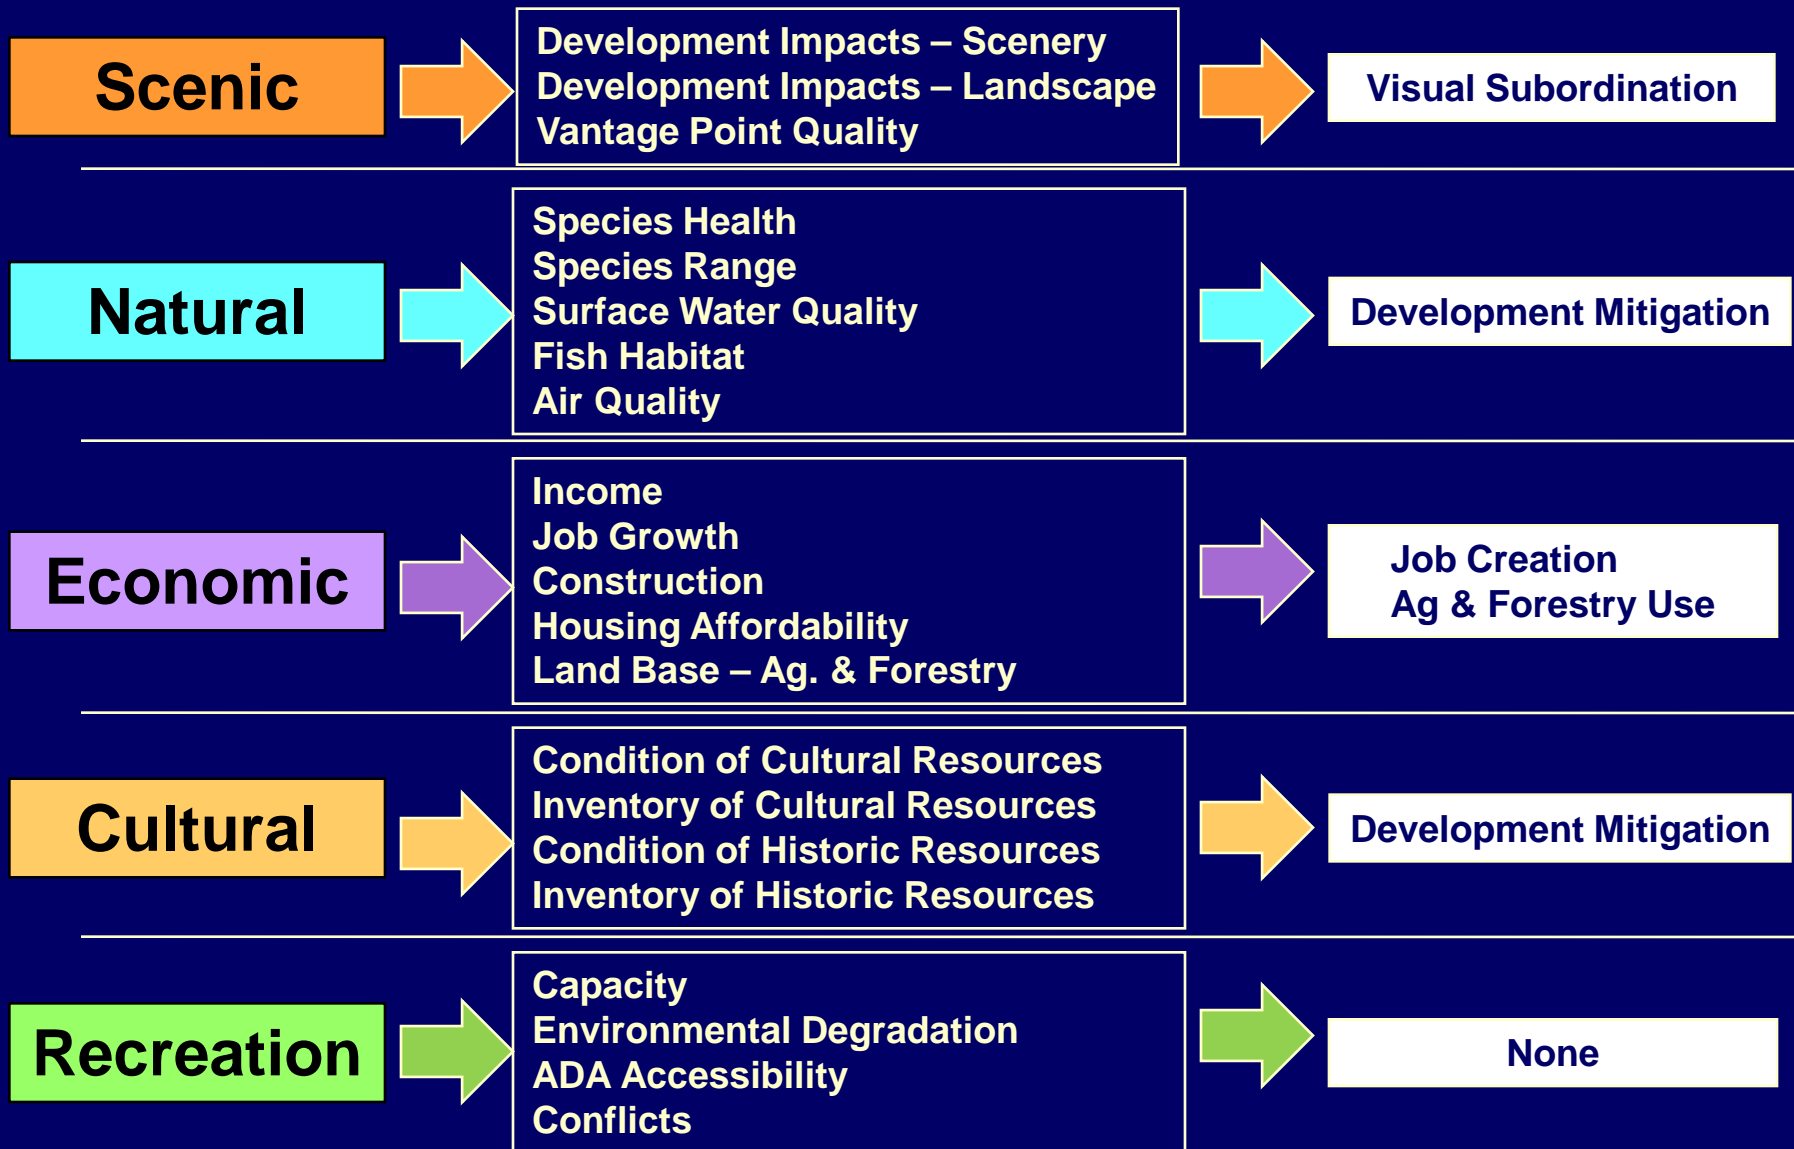 Scenic
Development Impacts – Scenery
Development Impacts – Landscape
Vantage Point Quality
Visual Subordination
Natural
Species Health
Species Range
Surface Water Quality
Fish Habitat
Air Quality
Development Mitigation
Economic
Income
Job Growth
Construction
Housing Affordability
Land Base – Ag. & Forestry
Job Creation
Ag & Forestry Use
Cultural
Condition of Cultural Resources
Inventory of Cultural Resources
Condition of Historic Resources
Inventory of Historic Resources
Development Mitigation
Recreation
Capacity
Environmental Degradation
ADA Accessibility
Conflicts
None